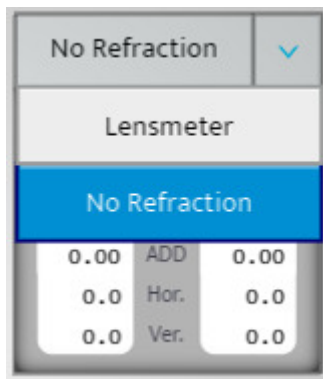 No Refraction
Lensmeter
No Refraction
0.00 ADD 0.00
0.0 Hor. 0.0
0.0 Ver. 0.0